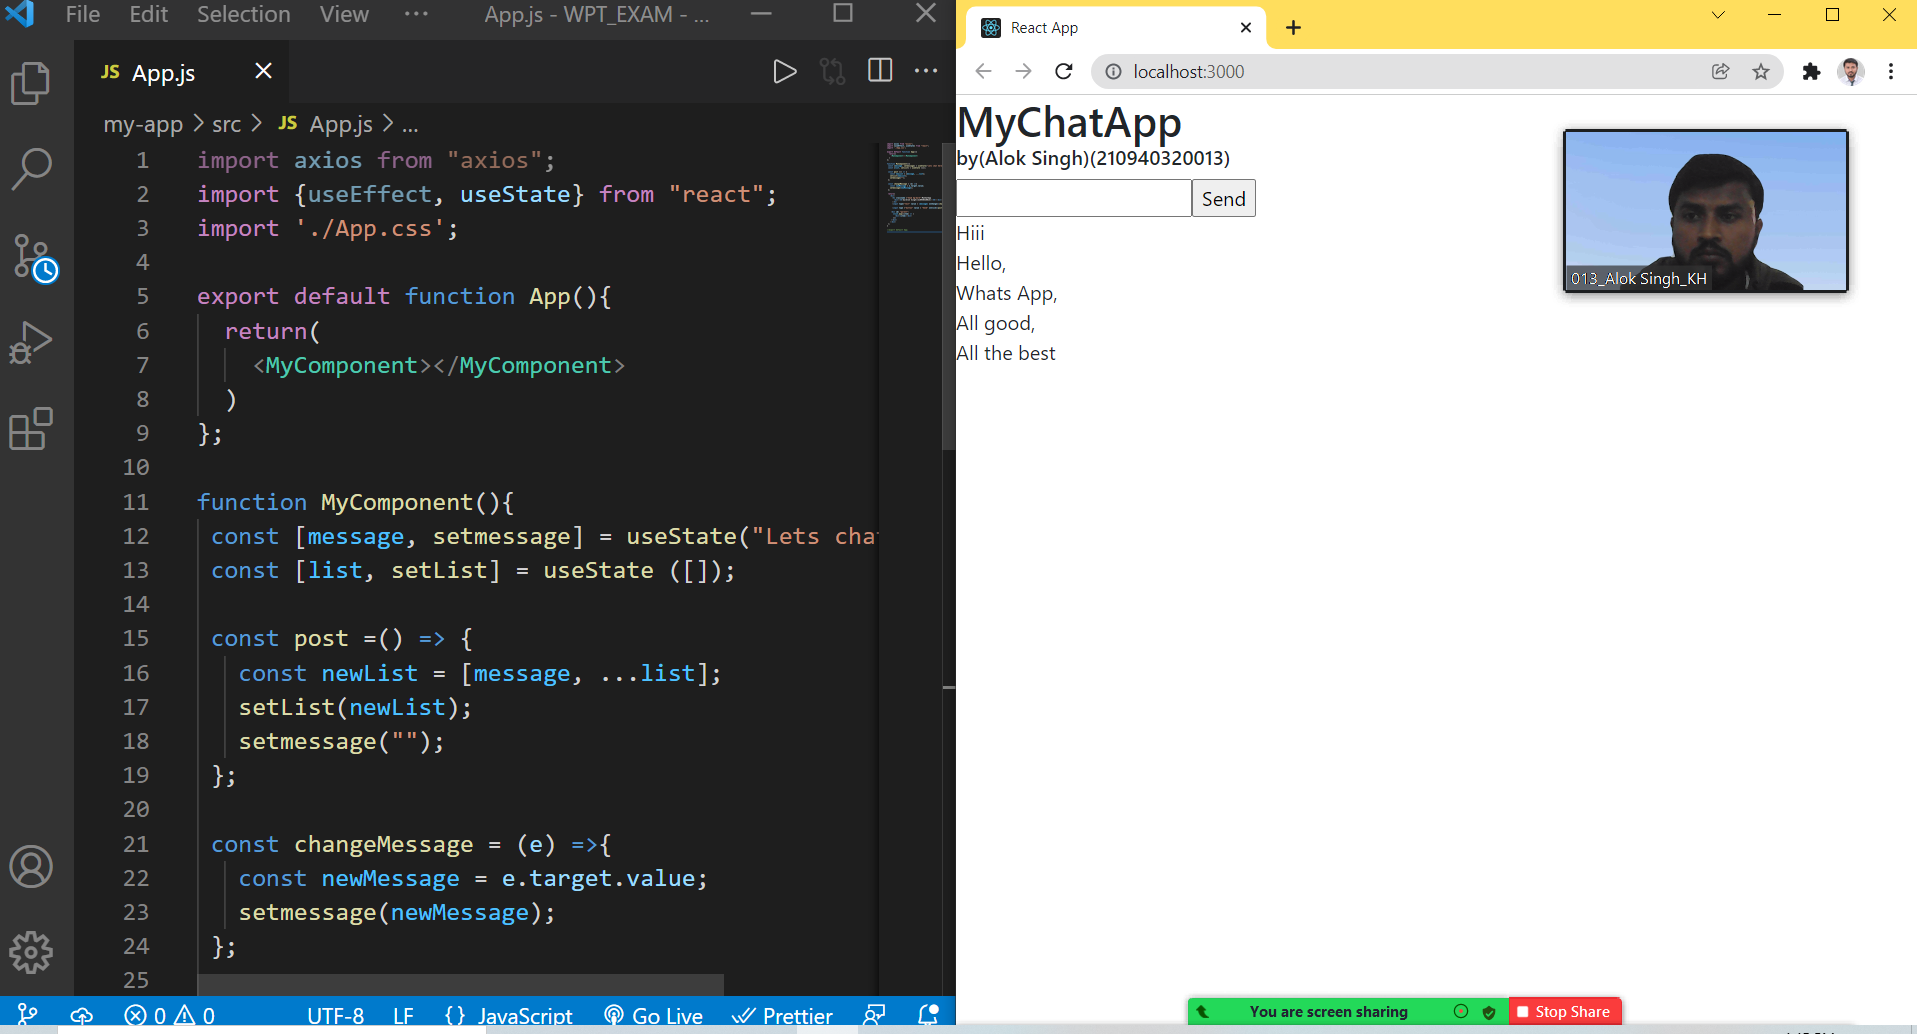 File Edit Selection View ··· App.js - WPT_EXAM - ...
JS App.js
my-app > src > JS App.js > ...
1 import axios from "axios";
2 import {useEffect, useState} from "react";
3 import './App.css';
4
5 export default function App(){
6 return(
7 <MyComponent></MyComponent>
8 )
9 };
10
11 function MyComponent(){
12 const [message, setmessage] = useState("Lets cha
13 const [list, setList] = useState ([]);
14
15 const post =() => {
16 const newList = [message, ...list];
17 setList(newList);
18 setmessage("");
19 };
20
21 const changeMessage = (e) =>{
22 const newMessage = e.target.value;
23 setmessage(newMessage);
24 };
25
0 0 UTF-8 LF {} JavaScript Go Live Prettier
React App
localhost:3000
MyChatApp
by(Alok Singh)(210940320013)
Send
Hiii
Hello,
Whats App,
All good,
All the best
013_Alok Singh_KH
You are screen sharing Stop Share